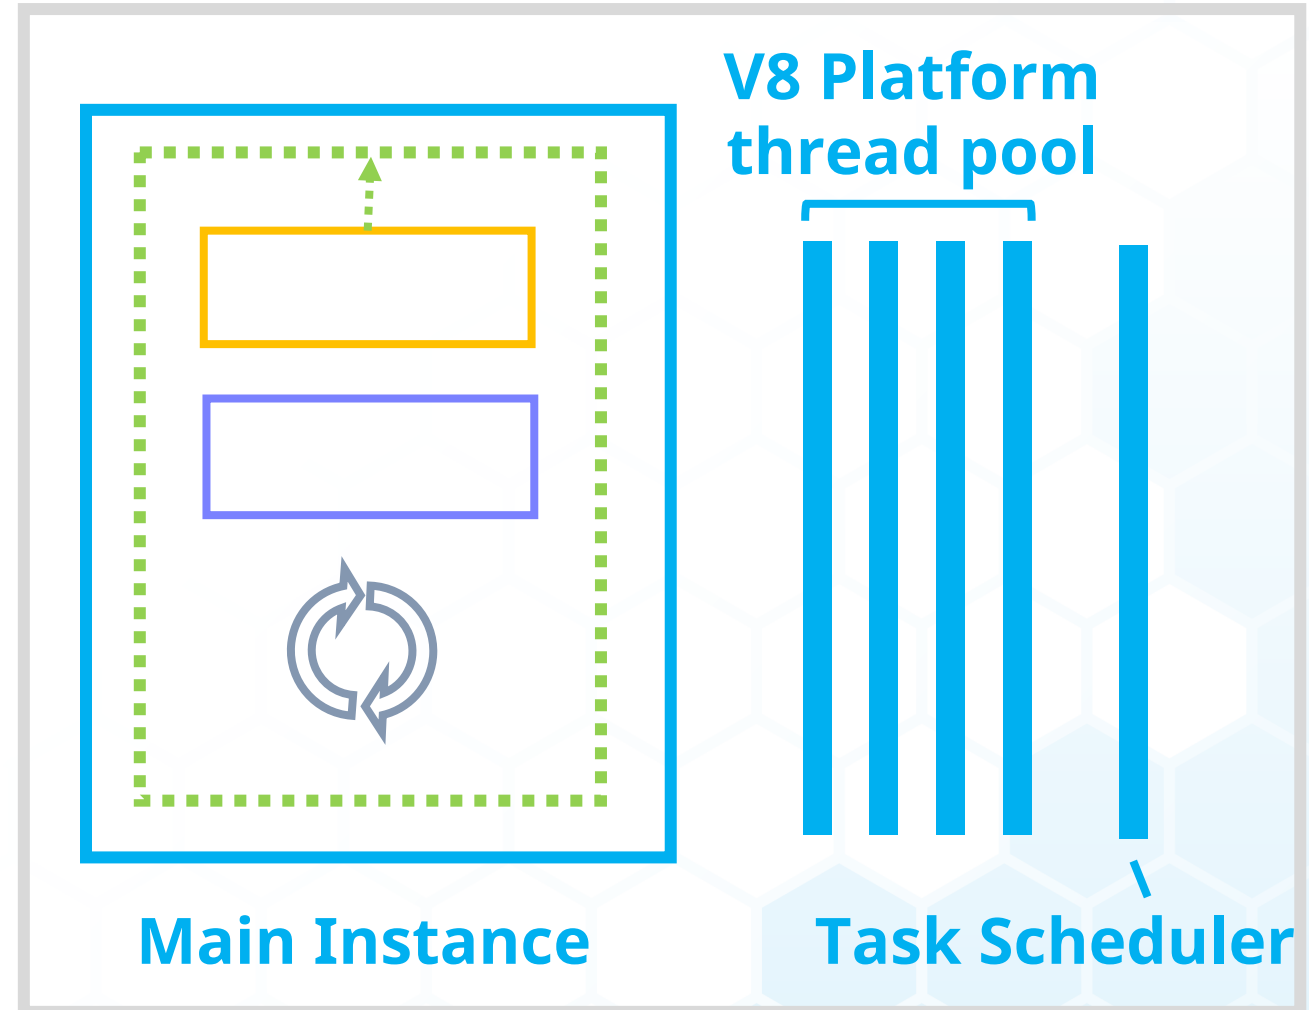 V8 Platform
thread pool
Main Instance
Task Scheduler